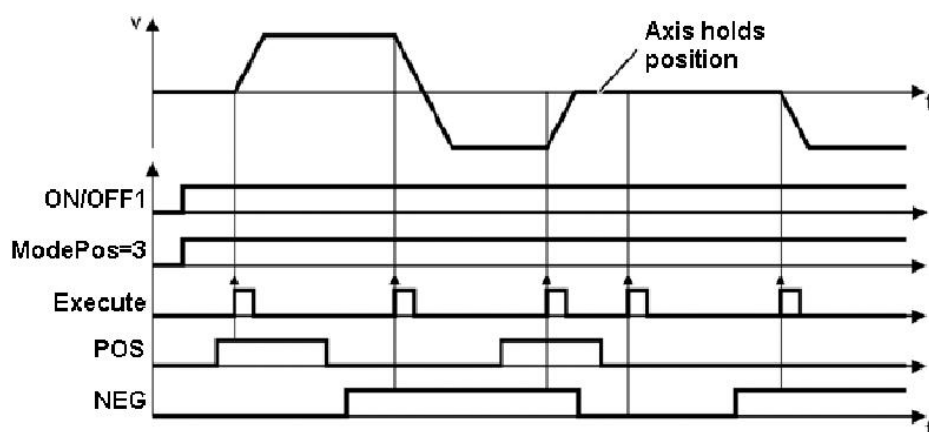 v
Axis holds
position
t
ON/OFF1
ModePos=3
Execute
POS
NEG
t